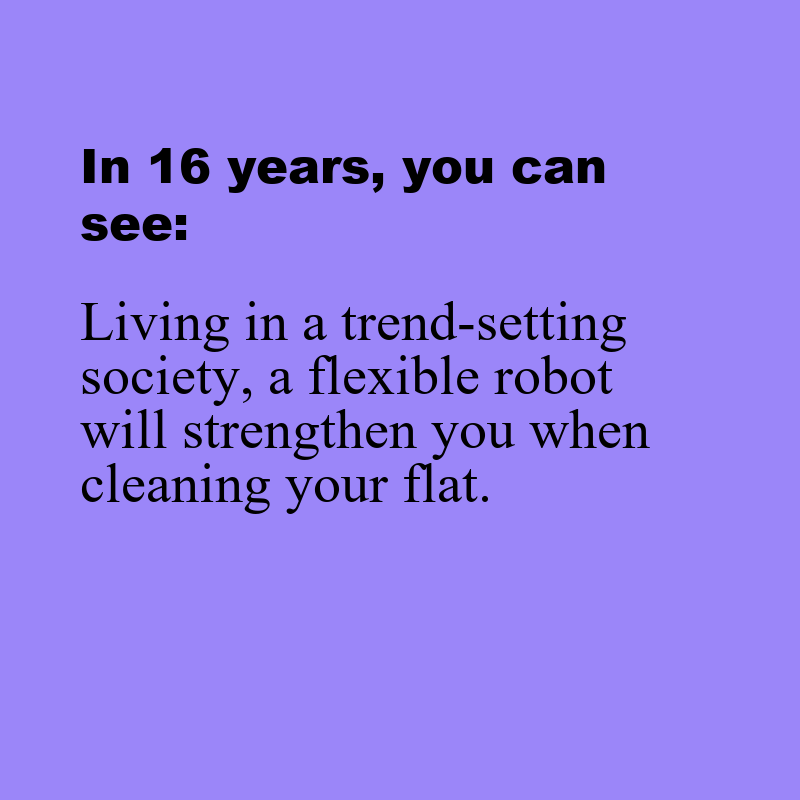 In 16 years, you can
see:
Living in a trend-setting
society, a flexible robot
will strengthen you when
cleaning your flat.